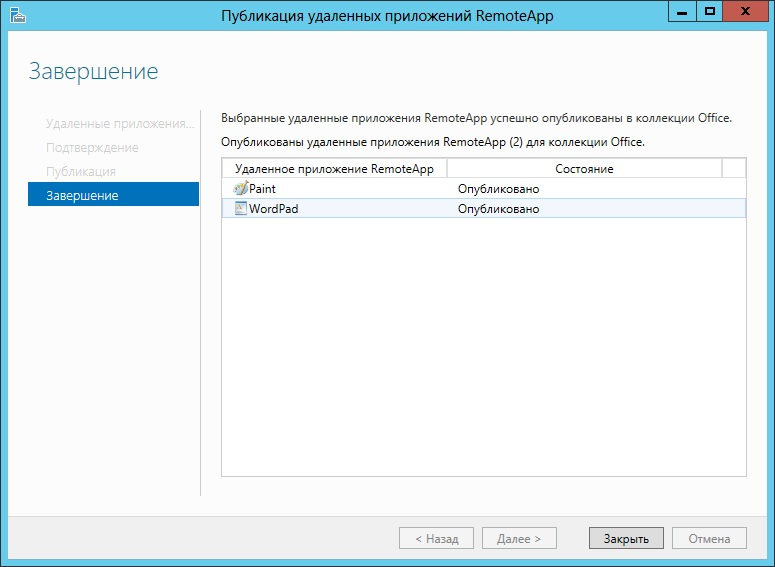 Публикация удаленных приложений RemoteApp
Завершение
Удаленные приложения...
Подтверждение
Публикация
Завершение
Выбранные удаленные приложения RemoteApp успешно опубликованы в коллекции Office.
Опубликованы удаленные приложения RemoteApp (2) для коллекции Office.
Удаленное приложение RemoteApp Состояние
Paint Опубликовано
WordPad Опубликовано
< Назад Далее > Закрыть Отмена